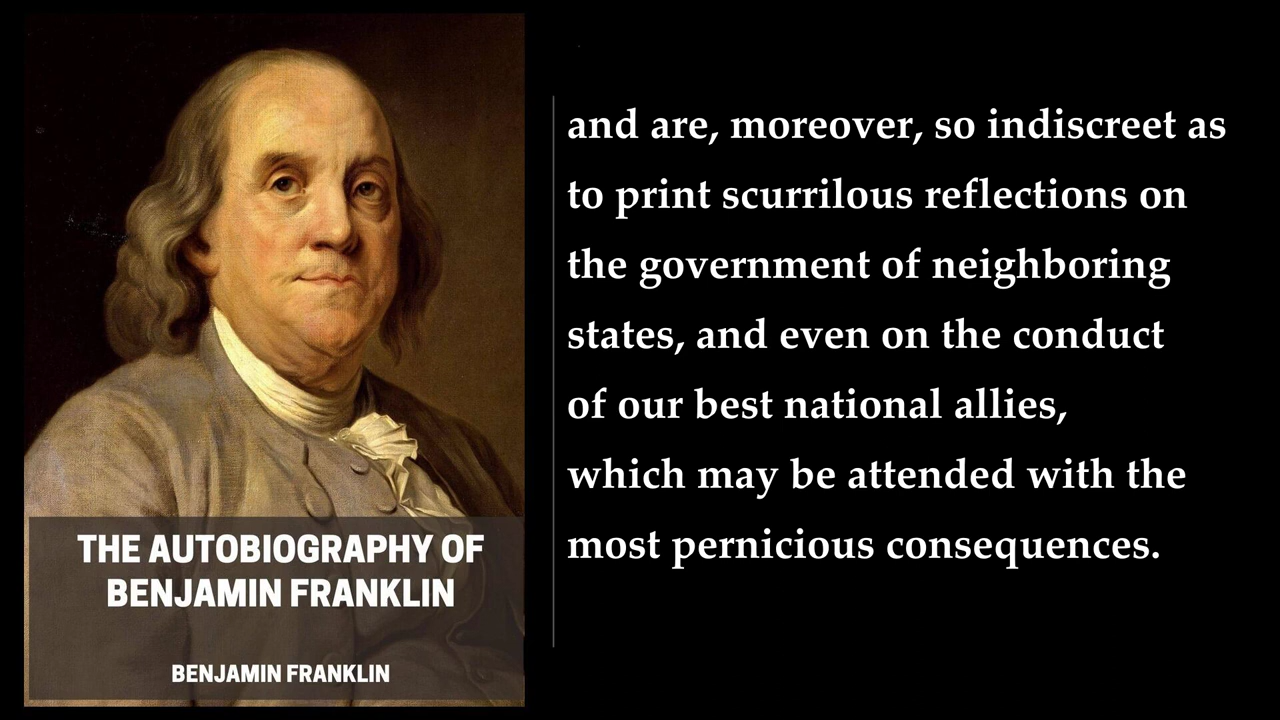 and are, moreover, so indiscreet as
to print scurrilous reflections on
the government of neighboring
states, and even on the conduct
of our best national allies,
which may be attended with the
most pernicious consequences.
THE AUTOBIOGRAPHY OF
BENJAMIN FRANKLIN
BENJAMIN FRANKLIN